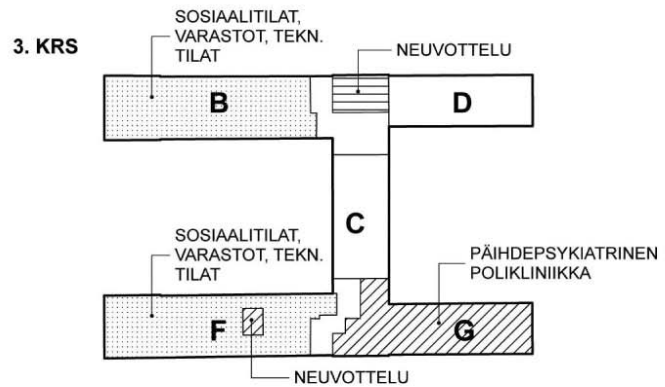 3. KRS
SOSIAALITILAT,
VARASTOT, TEKN.
TILAT
NEUVOTTELU
B
D
C
SOSIAALITILAT,
VARASTOT, TEKN.
TILAT
PÄIHDEPSYKIATRINEN
POLIKLINIIKKA
F
G
NEUVOTTELU